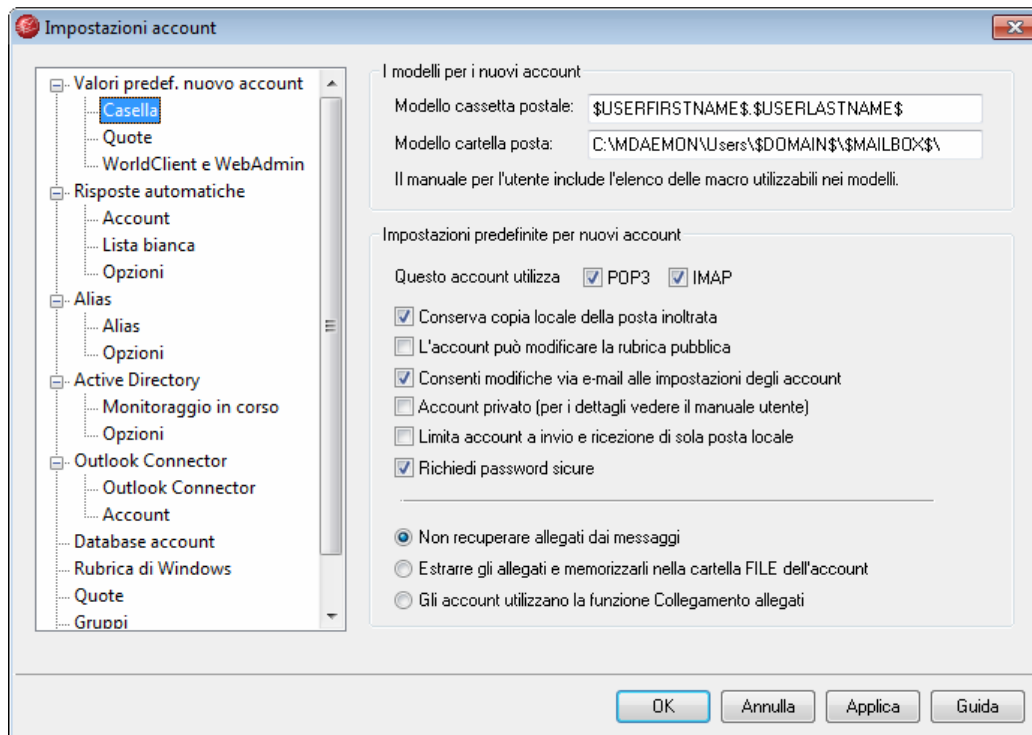 Impostazioni account
Valori predef. nuovo account
Casella
Quote
WorldClient e WebAdmin
Risposte automatiche
Account
Lista bianca
Opzioni
Alias
Alias
Opzioni
Active Directory
Monitoraggio in corso
Opzioni
Outlook Connector
Outlook Connector
Account
Database account
Rubrica di Windows
Quote
Gruppi
I modelli per i nuovi account
Modello cassetta postale: $USERFIRSTNAME$.$USERLASTNAME$
Modello cartella posta: C:\MDAEMON\Users\$DOMAIN$\$MAILBOX$\
Il manuale per l'utente include l'elenco delle macro utilizzabili nei modelli.
Impostazioni predefinite per nuovi account
Questo account utilizza POP3 IMAP
Conserva copia locale della posta inoltrata
L'account può modificare la rubrica pubblica
Consenti modifiche via e-mail alle impostazioni degli account
Account privato (per i dettagli vedere il manuale utente)
Limita account a invio e ricezione di sola posta locale
Richiedi password sicure
Non recuperare allegati dai messaggi
Estrarre gli allegati e memorizzarli nella cartella FILE dell'account
Gli account utilizzano la funzione Collegamento allegati
OK Annulla Applica Guida